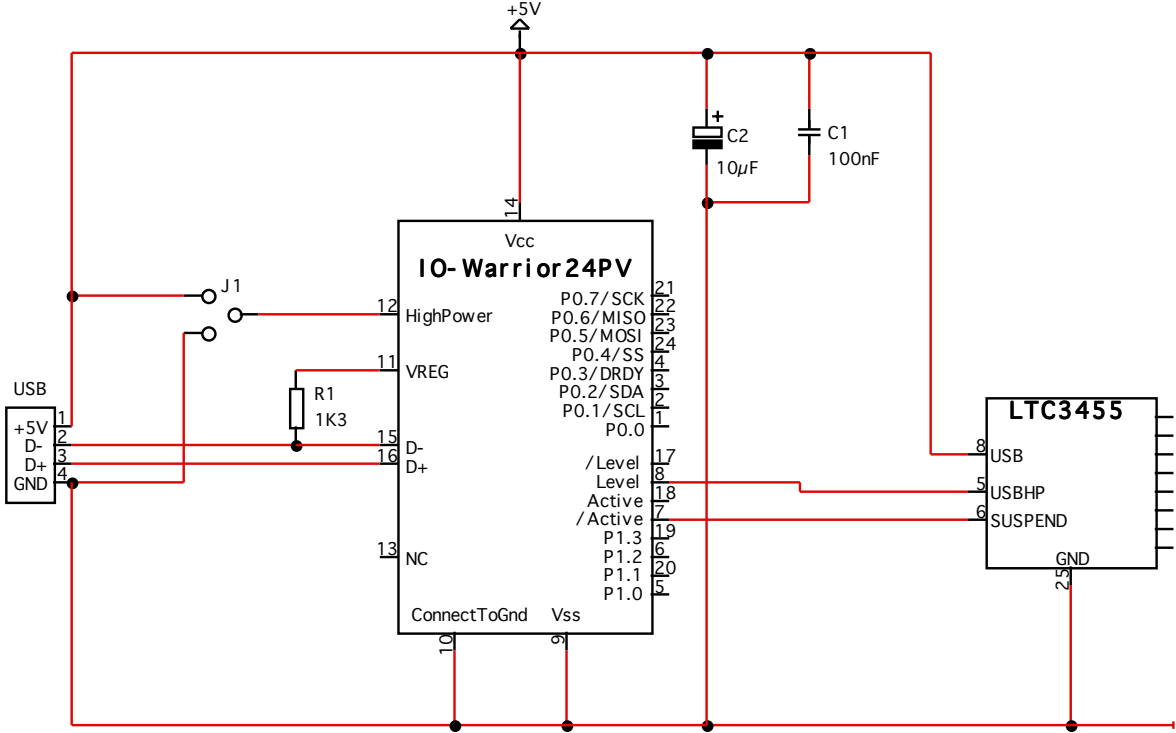 +5V
+
C2
10µF
C1
100nF
14
Vcc
IO-Warrior24PV
J1
12
HighPower
11
VREG
R1
1K3
15
D-
16
D+
13
NC
ConnectToGnd
10
Vss
9
P0.7/SCK
21
P0.6/MISO
22
P0.5/MOSI
23
P0.4/SS
24
P0.3/DRDY
4
P0.2/SDA
3
P0.1/SCL
2
P0.0
1
/Level
17
Level
8
Active
18
/Active
7
P1.3
19
P1.2
6
P1.1
20
P1.0
5
USB
+5V
1
D-
2
D+
3
GND
4
LTC3455
8
USB
5
USBHP
6
SUSPEND
GND
25